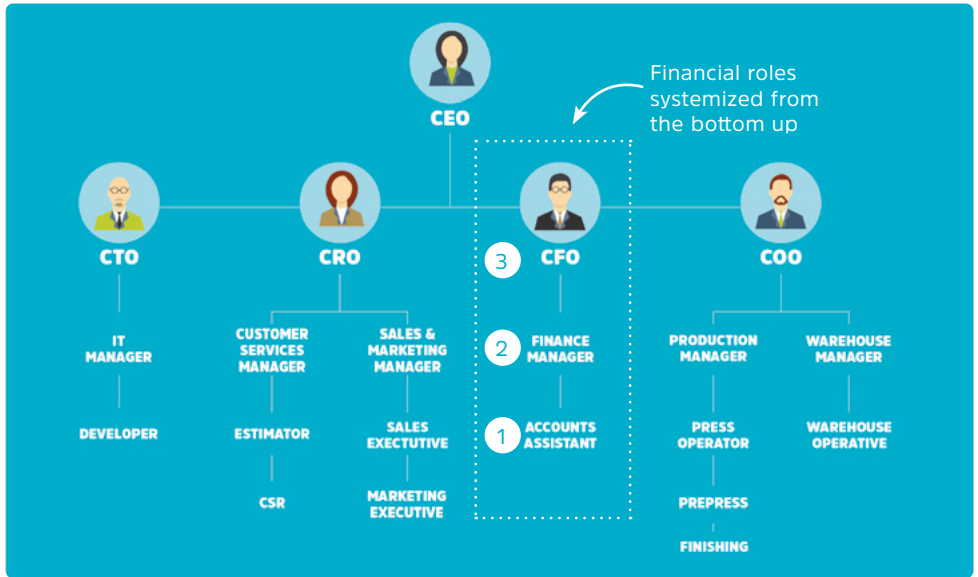 Financial roles
systemized from
the bottom up
CEO
CTO
CRO
3
CFO
COO
IT
MANAGER
CUSTOMER
SERVICES
MANAGER
SALES &
MARKETING
MANAGER
2
FINANCE
MANAGER
PRODUCTION
MANAGER
WAREHOUSE
MANAGER
DEVELOPER
ESTIMATOR
SALES
EXECTUTIVE
1
ACCOUNTS
ASSISTANT
PRESS
OPERATOR
WAREHOUSE
OPERATIVE
CSR
MARKETING
EXECUTIVE
PREPRESS
FINISHING